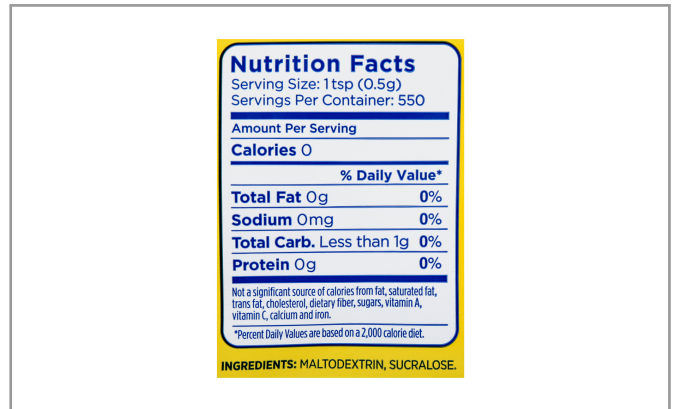 Nutrition Facts
Serving Size: 1 tsp (0.5g)
Servings Per Container: 550
Amount Per Serving
Calories 0
% Daily Value*
Total Fat 0g 0%
Sodium 0mg 0%
Total Carb. Less than 1g 0%
Protein 0g 0%
Not a significant source of calories from fat, saturated fat,
trans fat, cholesterol, dietary fiber, sugars, vitamin A,
vitamin C, calcium and iron.
*Percent Daily Values are based on a 2,000 calorie diet.
INGREDIENTS: MALTODEXTRIN, SUCRALOSE.